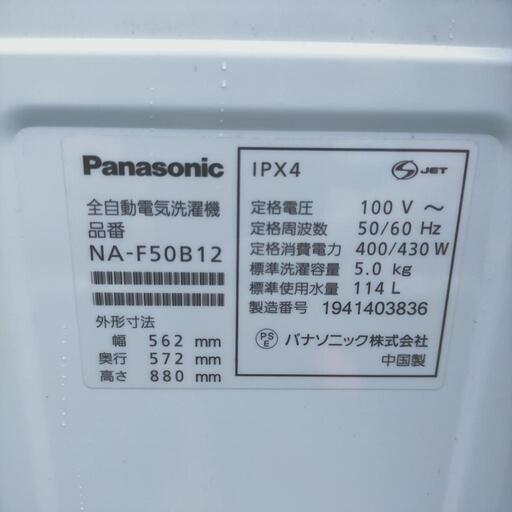 Panasonic
全自動電気洗濯機
品番
NA-F50B12
外形寸法
幅 562 mm
奥行 572 mm
高さ 880 mm
IPX4
S JET
定格電圧 100 V ～
定格周波数 50/60 Hz
定格消費電力 400/430 W
標準洗濯容量 5.0 kg
標準使用水量 114 L
製造番号 1941403836
PSE パナソニック株式会社
中国製